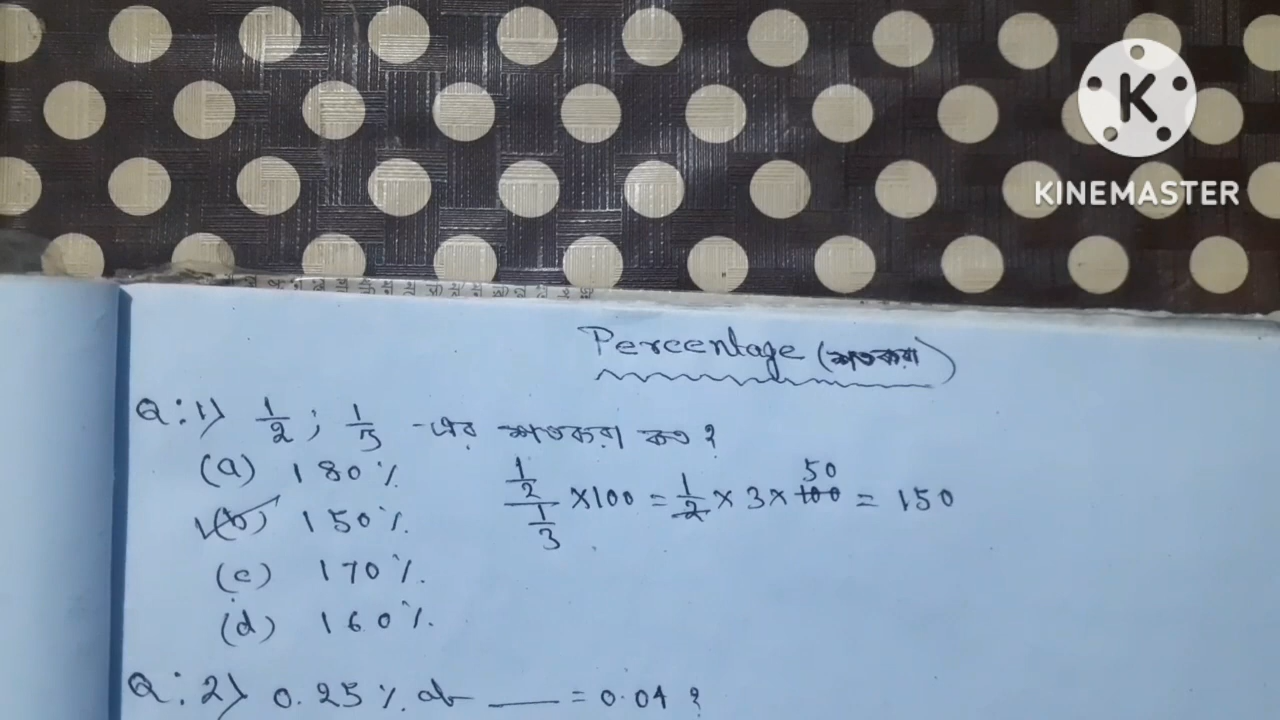 K
KINEMASTER
Percentage (শতকরা)
Q:1) 1/2 ; 1/3 -এর শতকরা কত ?
(a) 180%
(b) 150%
(c) 170%
(d) 160%
(1/2)/(1/3) ×100 = 1/2 × 3 × 100 50 = 150
Q:2) 0.25% of ___ = 0.04 ?